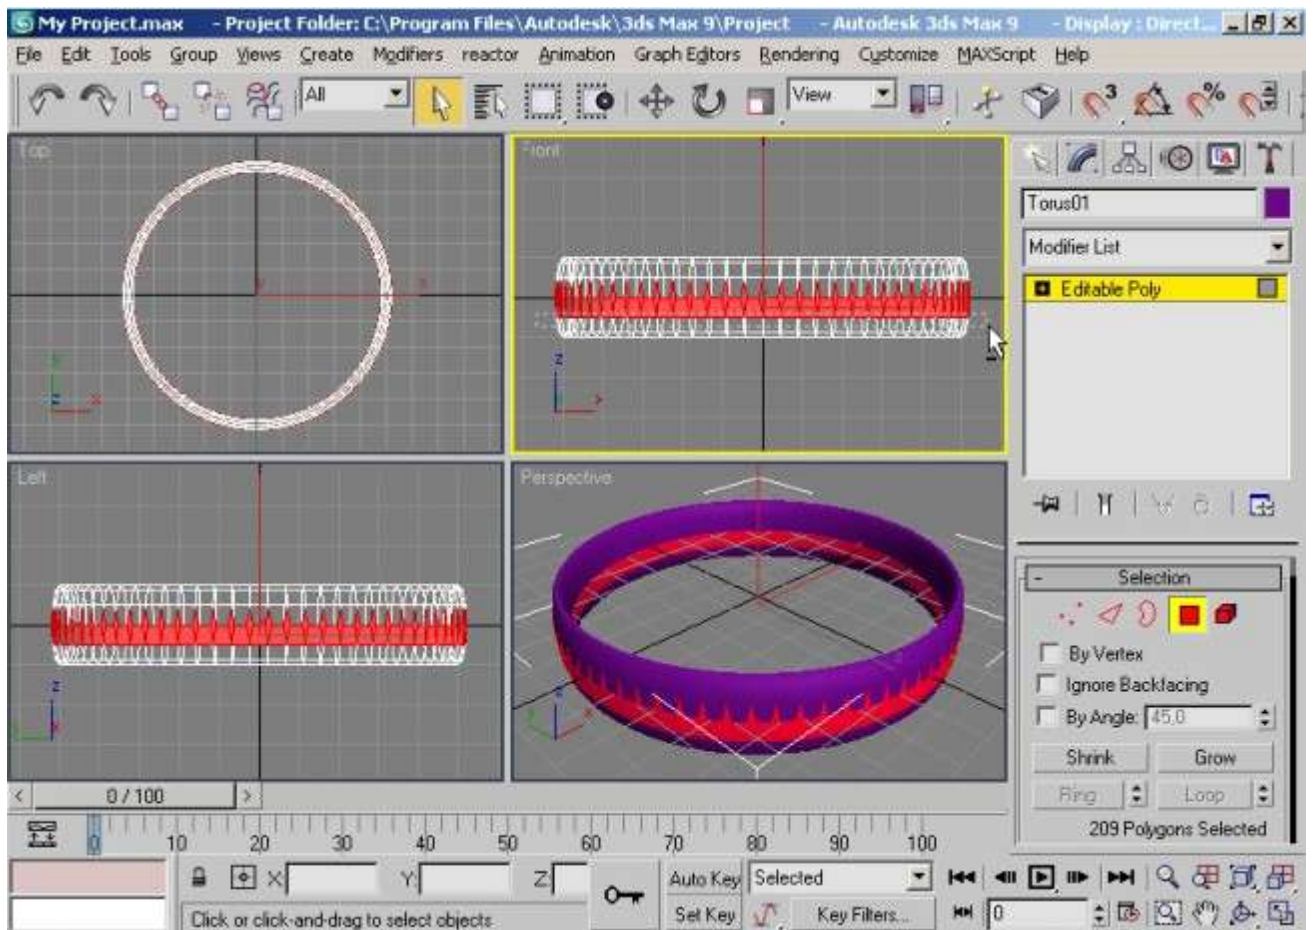 My Project.max - Project Folder: C:\Program Files\Autodesk\3ds Max 9\Project - Autodesk 3ds Max 9 - Display : Direct...
File Edit Tools Group Views Create Modifiers reactor Animation Graph Editors Rendering Customize MAXScript Help
All View 3 %
Top Front
Torus01
Modifier List
Editable Poly
y x
z x
Left Perspective
Selection
By Vertex
Ignore Backfacing
By Angle: 45,0
Shrink Grow
Ring Loop
209 Polygons Selected
< 0 / 100 >
0 10 20 30 40 50 60 70 80 90 100
X: Y: Z: Auto Key Selected
Click or click-and-drag to select objects Set Key Key Filters... 0